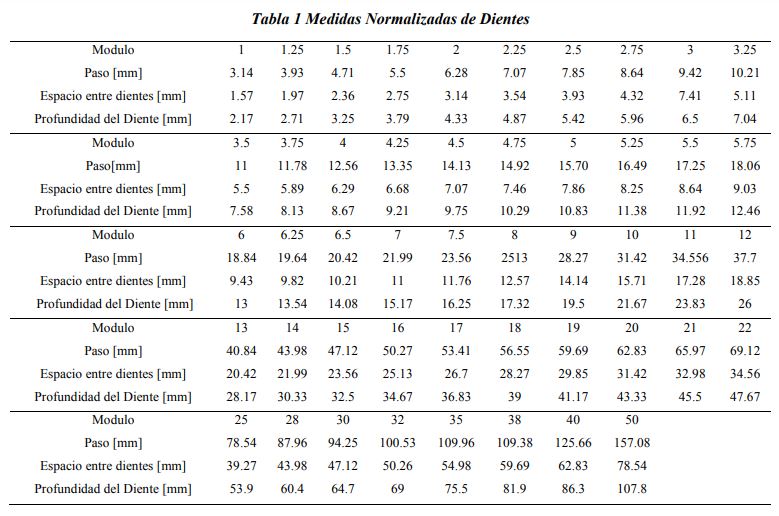 Tabla 1 Medidas Normalizadas de Dientes
Modulo 1 1.25 1.5 1.75 2 2.25 2.5 2.75 3 3.25
Paso [mm] 3.14 3.93 4.71 5.5 6.28 7.07 7.85 8.64 9.42 10.21
Espacio entre dientes [mm] 1.57 1.97 2.36 2.75 3.14 3.54 3.93 4.32 7.41 5.11
Profundidad del Diente [mm] 2.17 2.71 3.25 3.79 4.33 4.87 5.42 5.96 6.5 7.04
Modulo 3.5 3.75 4 4.25 4.5 4.75 5 5.25 5.5 5.75
Paso[mm] 11 11.78 12.56 13.35 14.13 14.92 15.70 16.49 17.25 18.06
Espacio entre dientes [mm] 5.5 5.89 6.29 6.68 7.07 7.46 7.86 8.25 8.64 9.03
Profundidad del Diente [mm] 7.58 8.13 8.67 9.21 9.75 10.29 10.83 11.38 11.92 12.46
Modulo 6 6.25 6.5 7 7.5 8 9 10 11 12
Paso [mm] 18.84 19.64 20.42 21.99 23.56 2513 28.27 31.42 34.556 37.7
Espacio entre dientes [mm] 9.43 9.82 10.21 11 11.76 12.57 14.14 15.71 17.28 18.85
Profundidad del Diente [mm] 13 13.54 14.08 15.17 16.25 17.32 19.5 21.67 23.83 26
Modulo 13 14 15 16 17 18 19 20 21 22
Paso [mm] 40.84 43.98 47.12 50.27 53.41 56.55 59.69 62.83 65.97 69.12
Espacio entre dientes [mm] 20.42 21.99 23.56 25.13 26.7 28.27 29.85 31.42 32.98 34.56
Profundidad del Diente [mm] 28.17 30.33 32.5 34.67 36.83 39 41.17 43.33 45.5 47.67
Modulo 25 28 30 32 35 38 40 50
Paso [mm] 78.54 87.96 94.25 100.53 109.96 109.38 125.66 157.08
Espacio entre dientes [mm] 39.27 43.98 47.12 50.26 54.98 59.69 62.83 78.54
Profundidad del Diente [mm] 53.9 60.4 64.7 69 75.5 81.9 86.3 107.8